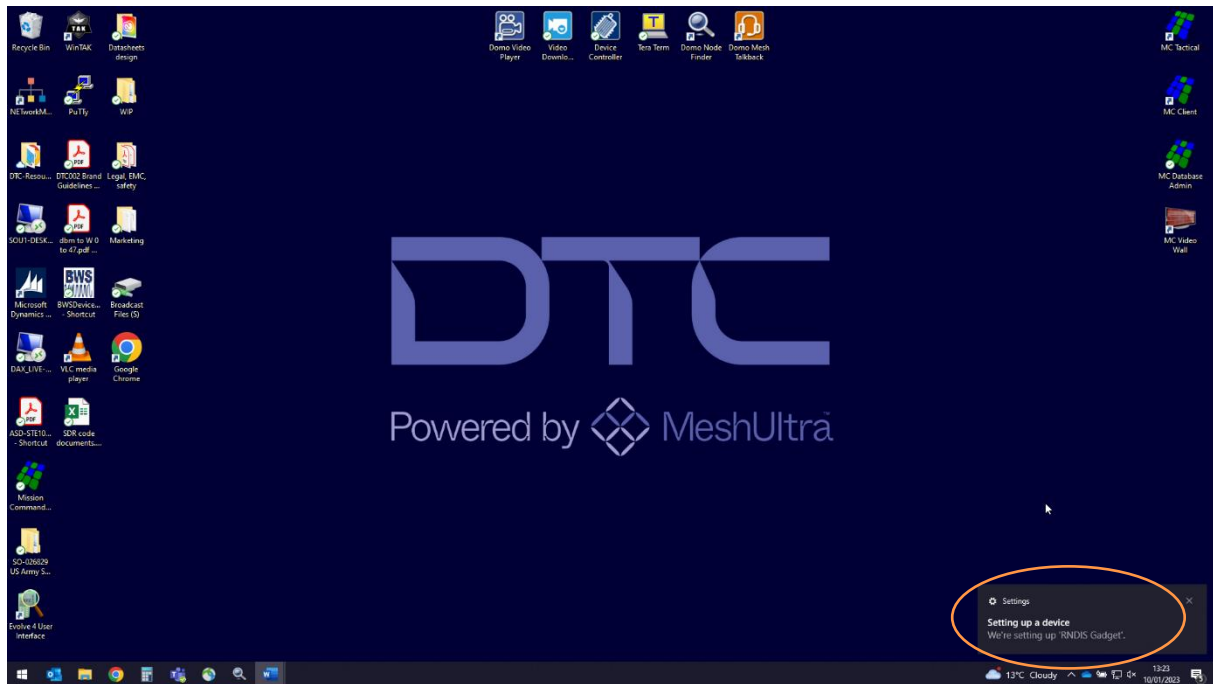 Recycle Bin
WinTAK
Datasheets
design
NETworkM...
PuTTy
WIP
DTC-Resou...
DTC002 Brand
Guidelines ...
Legal, EMC,
safety
SOU1-DESK...
dbm to W 0
to 47.pdf ...
Marketing
Microsoft
Dynamics ...
BWSDevice...
- Shortcut
Broadcast
Files (S)
DAX_LIVE-...
VLC media
player
Google
Chrome
ASD-STE10...
- Shortcut
SDR code
documents....
Mission
Command...
SO-026829
US Army S...
Evolve 4 User
Interface
Domo Video
Player
Video
Downlo...
Device
Controller
Tera Term
Domo Node
Finder
Domo Mesh
Talkback
MC Tactical
MC Client
MC Database
Admin
MC Video
Wall
DTC
Powered by MeshUltra™
Settings
Setting up a device
We're setting up 'RNDIS Gadget'.
13°C Cloudy
13:23
10/01/2023